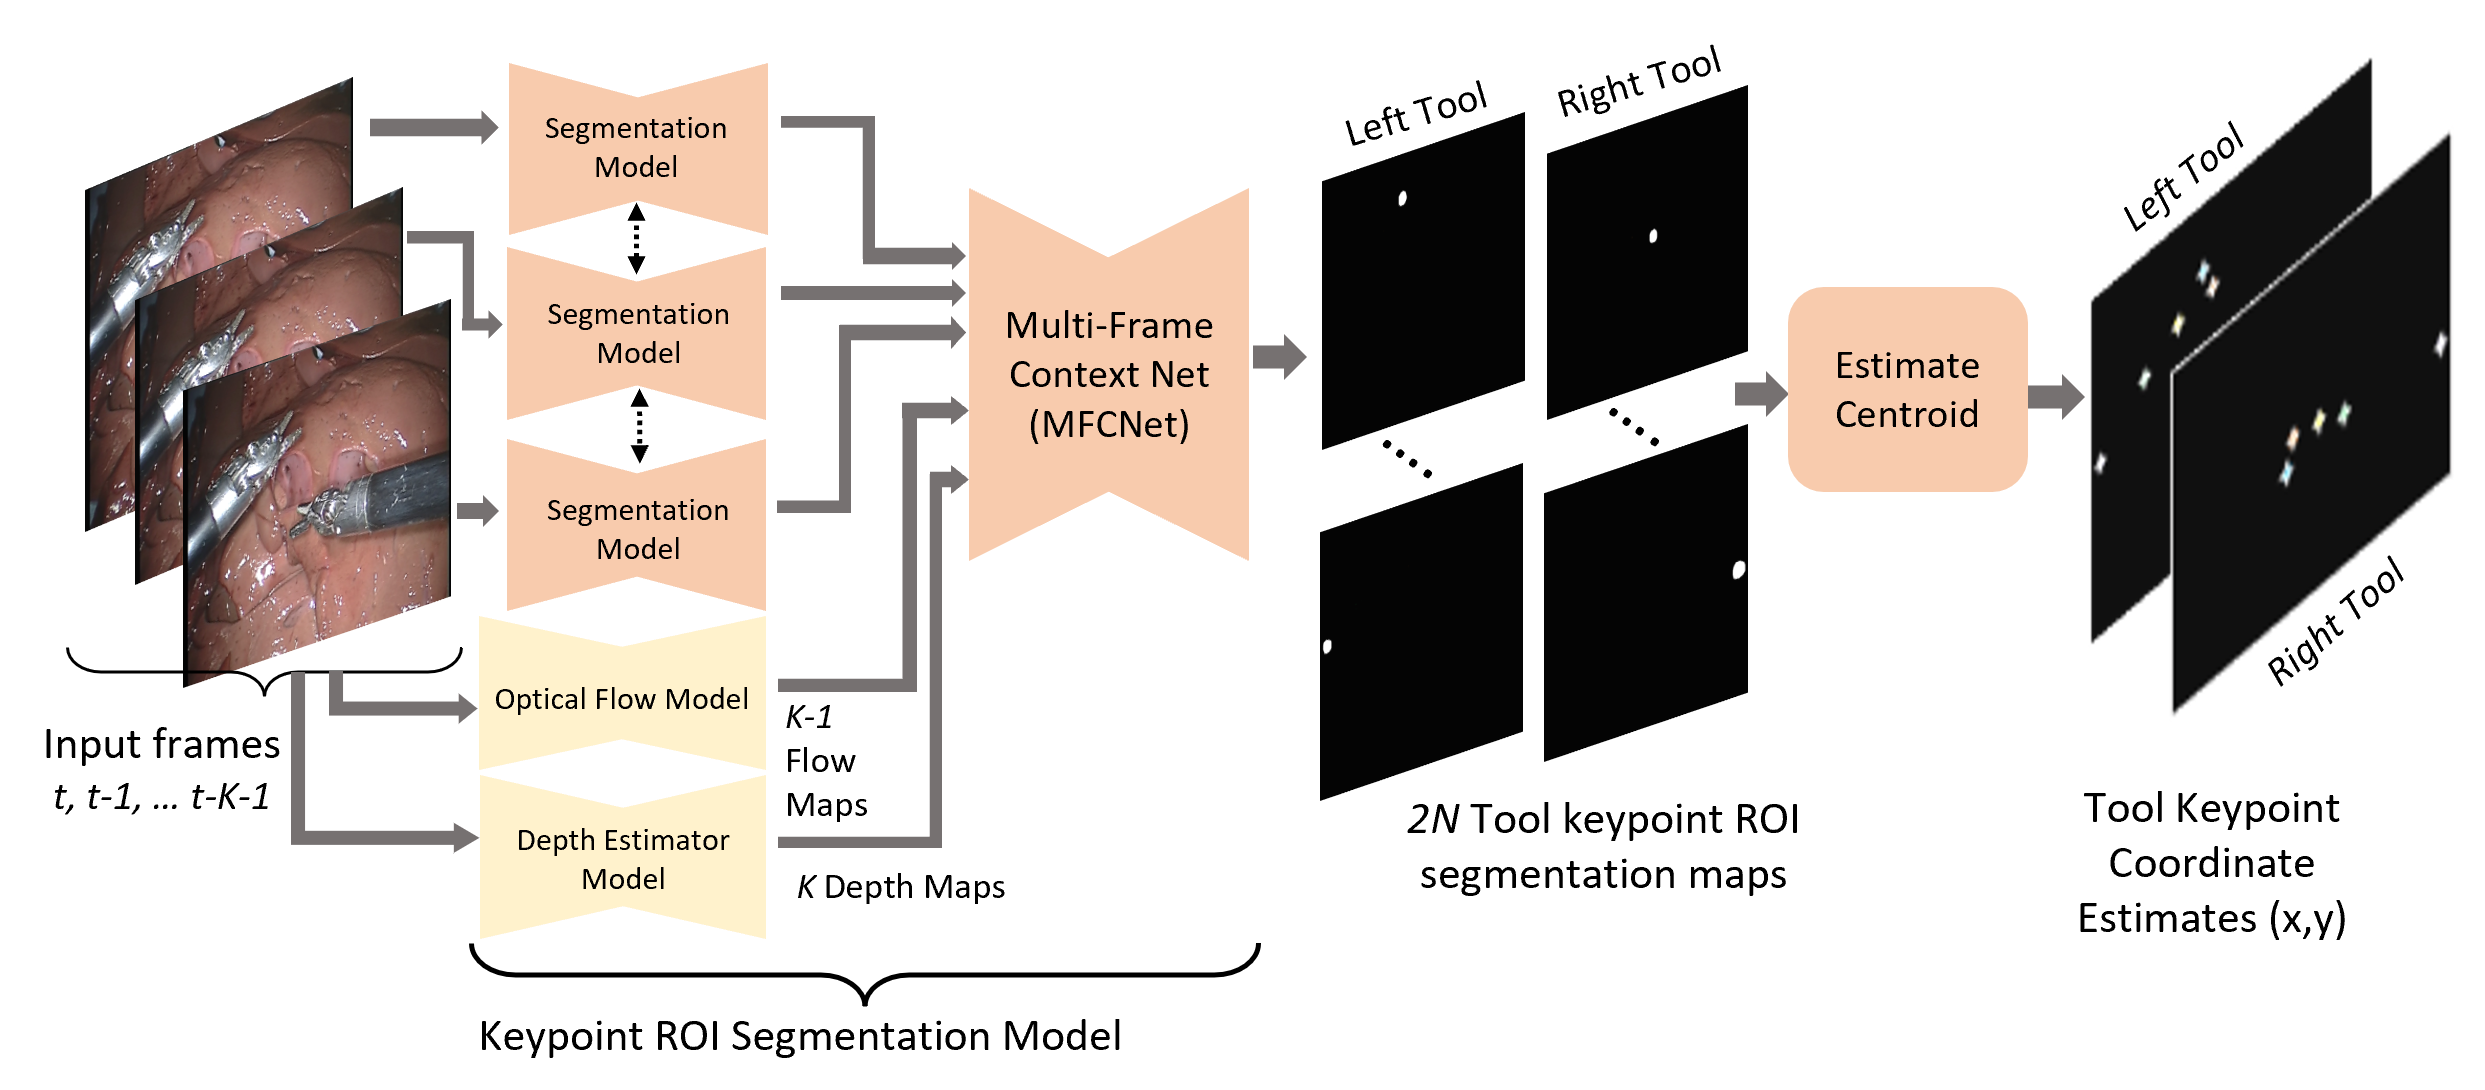 Segmentation
Model
Segmentation
Model
Segmentation
Model
Optical Flow Model
Depth Estimator
Model
Input frames
t, t-1, ... t-K-1
K-1
Flow
Maps
K Depth Maps
Keypoint ROI Segmentation Model
Multi-Frame
Context Net
(MFCNet)
Left Tool
Right Tool
2N Tool keypoint ROI
segmentation maps
Estimate
Centroid
Left Tool
Right Tool
Tool Keypoint
Coordinate
Estimates (x,y)